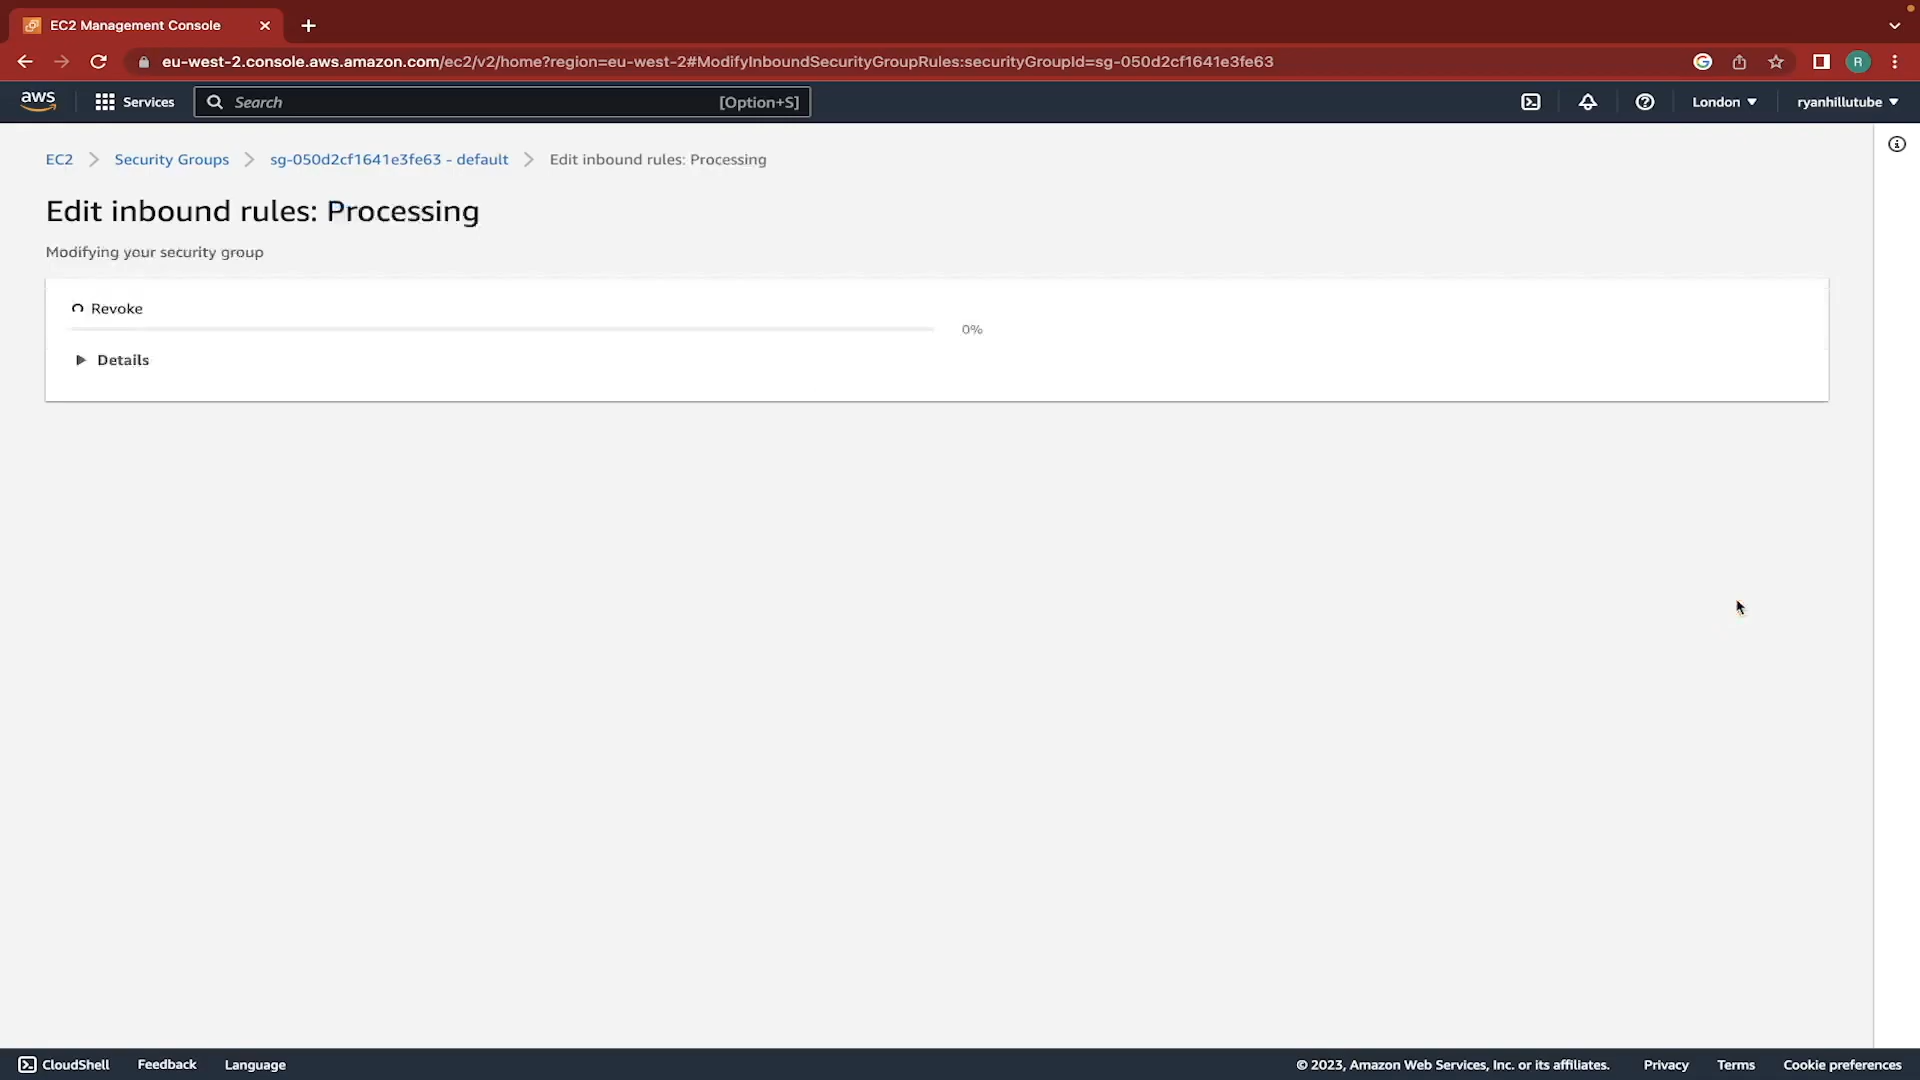 EC2 Management Console
eu-west-2.console.aws.amazon.com/ec2/v2/home?region=eu-west-2#ModifyInboundSecurityGroupRules:securityGroupId=sg-050d2cf1641e3fe63
G
R
aws
Services
Search
[Option+S]
London
ryanhillutube
EC2
Security Groups
sg-050d2cf1641e3fe63 - default
Edit inbound rules: Processing
Edit inbound rules: Processing
Modifying your security group
Revoke
0%
Details
CloudShell
Feedback
Language
© 2023, Amazon Web Services, Inc. or its affiliates.
Privacy
Terms
Cookie preferences